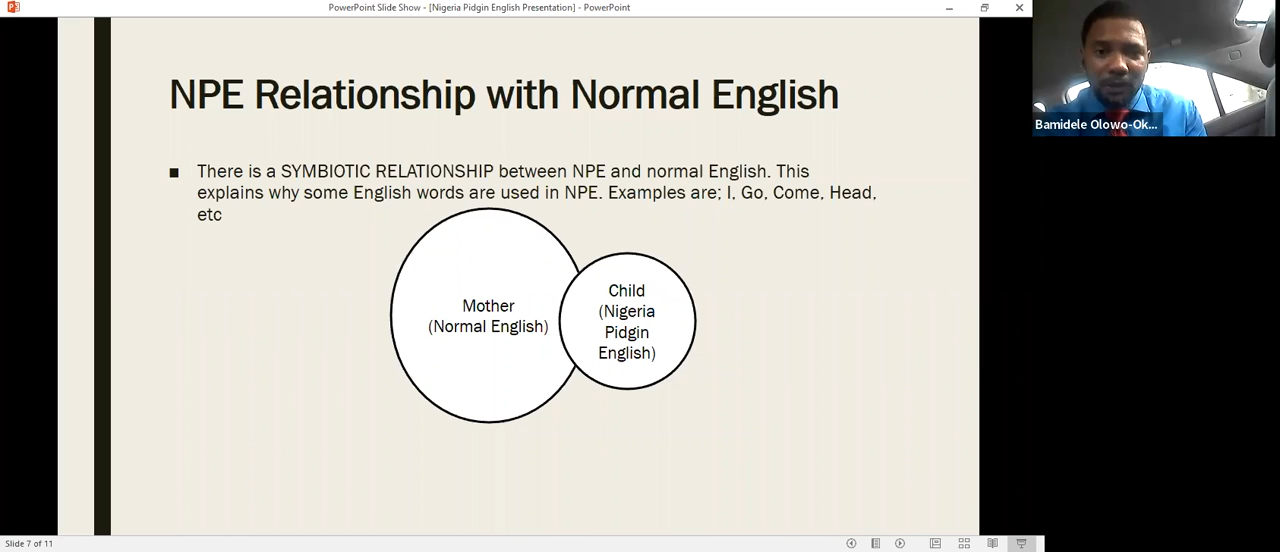 PowerPoint Slide Show - [Nigeria Pidgin English Presentation] - PowerPoint
NPE Relationship with Normal English
■ There is a SYMBIOTIC RELATIONSHIP between NPE and normal English. This
explains why some English words are used in NPE. Examples are; I, Go, Come, Head,
etc
Mother
(Normal English)
Child
(Nigeria
Pidgin
English)
Bamidele Olowo-Ok...
Slide 7 of 11